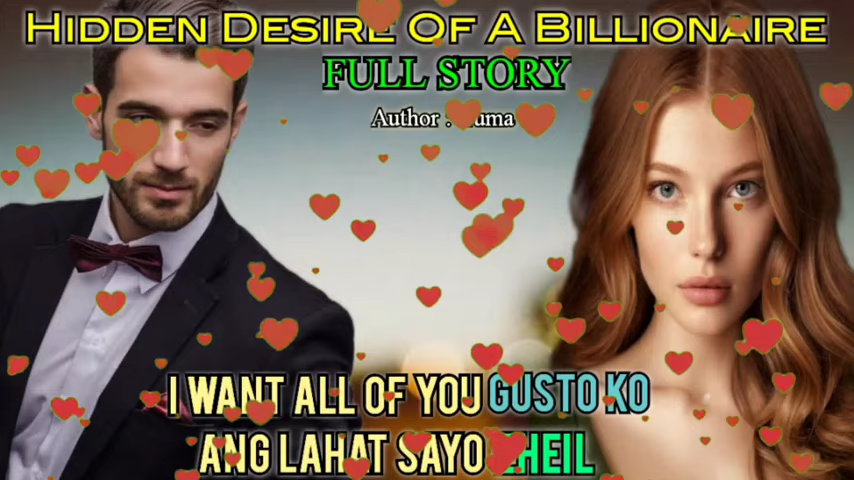 HIDDEN DESIRE OF A BILLIONAIRE
FULL STORY
Author :
I WANT ALL OF YOU GUSTO KO
ANG LAHAT SAYO